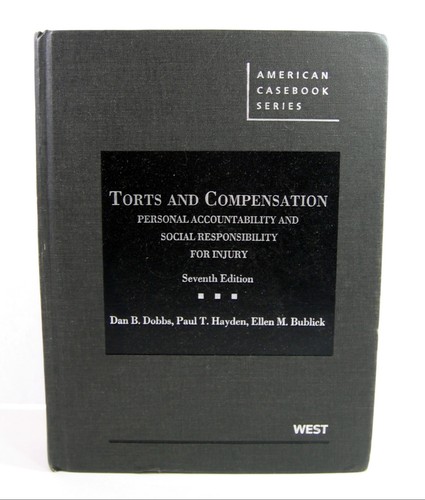 AMERICAN
CASEBOOK
SERIES
TORTS AND COMPENSATION
PERSONAL ACCOUNTABILITY AND
SOCIAL RESPONSIBILITY
FOR INJURY
Seventh Edition
Dan B. Dobbs, Paul T. Hayden, Ellen M. Bublick
WEST